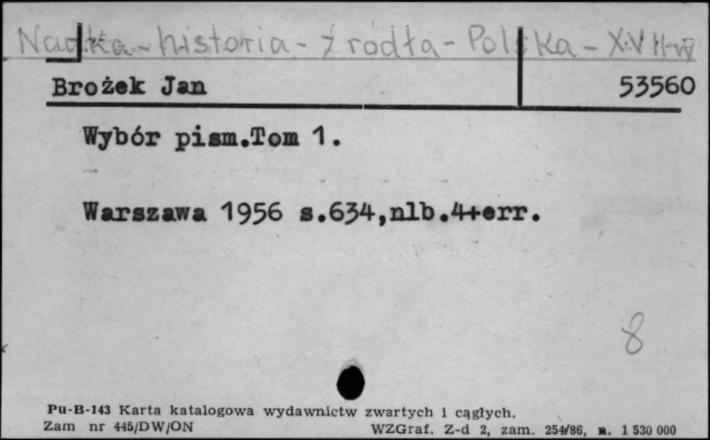 Nauka - historia - źródła - Polska - XVII w
Brożek Jan 53560
Wybór pism.Tom 1.
Warszawa 1956 s.634,nlb.4+err.
8
Pu-B-143 Karta katalogowa wydawnictw zwartych i ciągłych.
Zam nr 445/DW/ON WZGraf. Z-d 2, zam. 254/86, n. 1 530 000